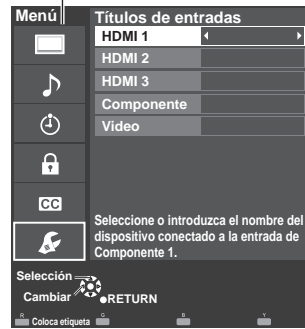 Menú
Títulos de entradas
HDMI 1
HDMI 2
HDMI 3
Componente
Video
CC
Seleccione o introduzca el nombre del
dispositivo conectado a la entrada de
Componente 1.
Selección
Cambiar
RETURN
R G B Y
Coloca etiqueta